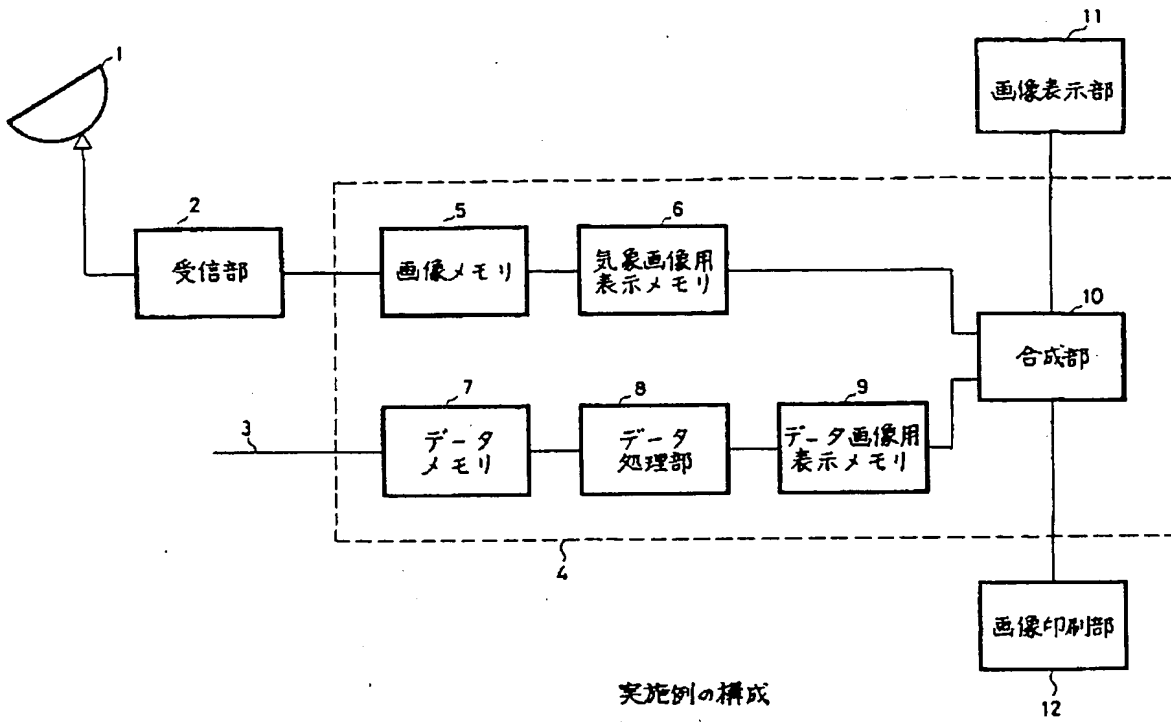 1
11
画像表示部
2
受信部
5
画像メモリ
6
気象画像用
表示メモリ
10
合成部
3
7
データ
メモリ
8
データ
処理部
9
データ画像用
表示メモリ
4
画像印刷部
12
実施例の構成